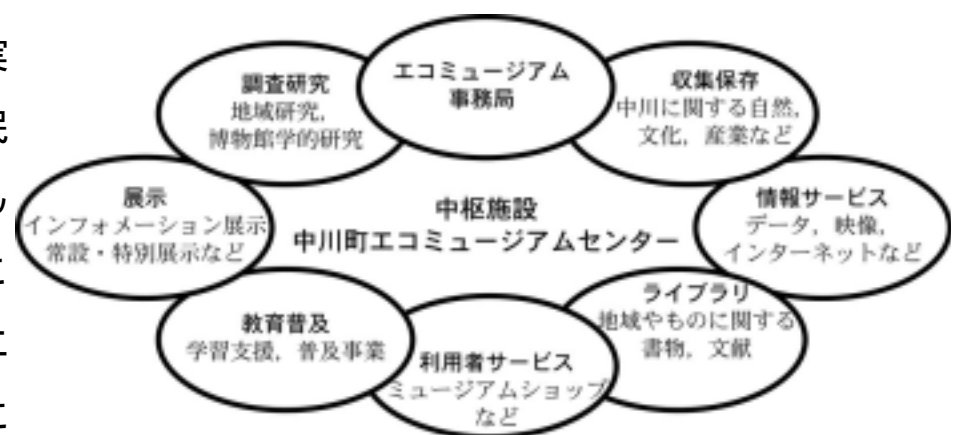 エコミュージアム
事務局
調査研究
地域研究,
博物館学的研究
収集保存
中川に関する自然,
文化, 産業など
展示
インフォメーション展示
常設・特別展示など
中枢施設
中川町エコミュージアムセンター
情報サービス
データ, 映像,
インターネットなど
教育普及
学習支援, 普及事業
利用者サービス
ミュージアムショップ
など
ライブラリ
地域やものに関する
書物, 文献